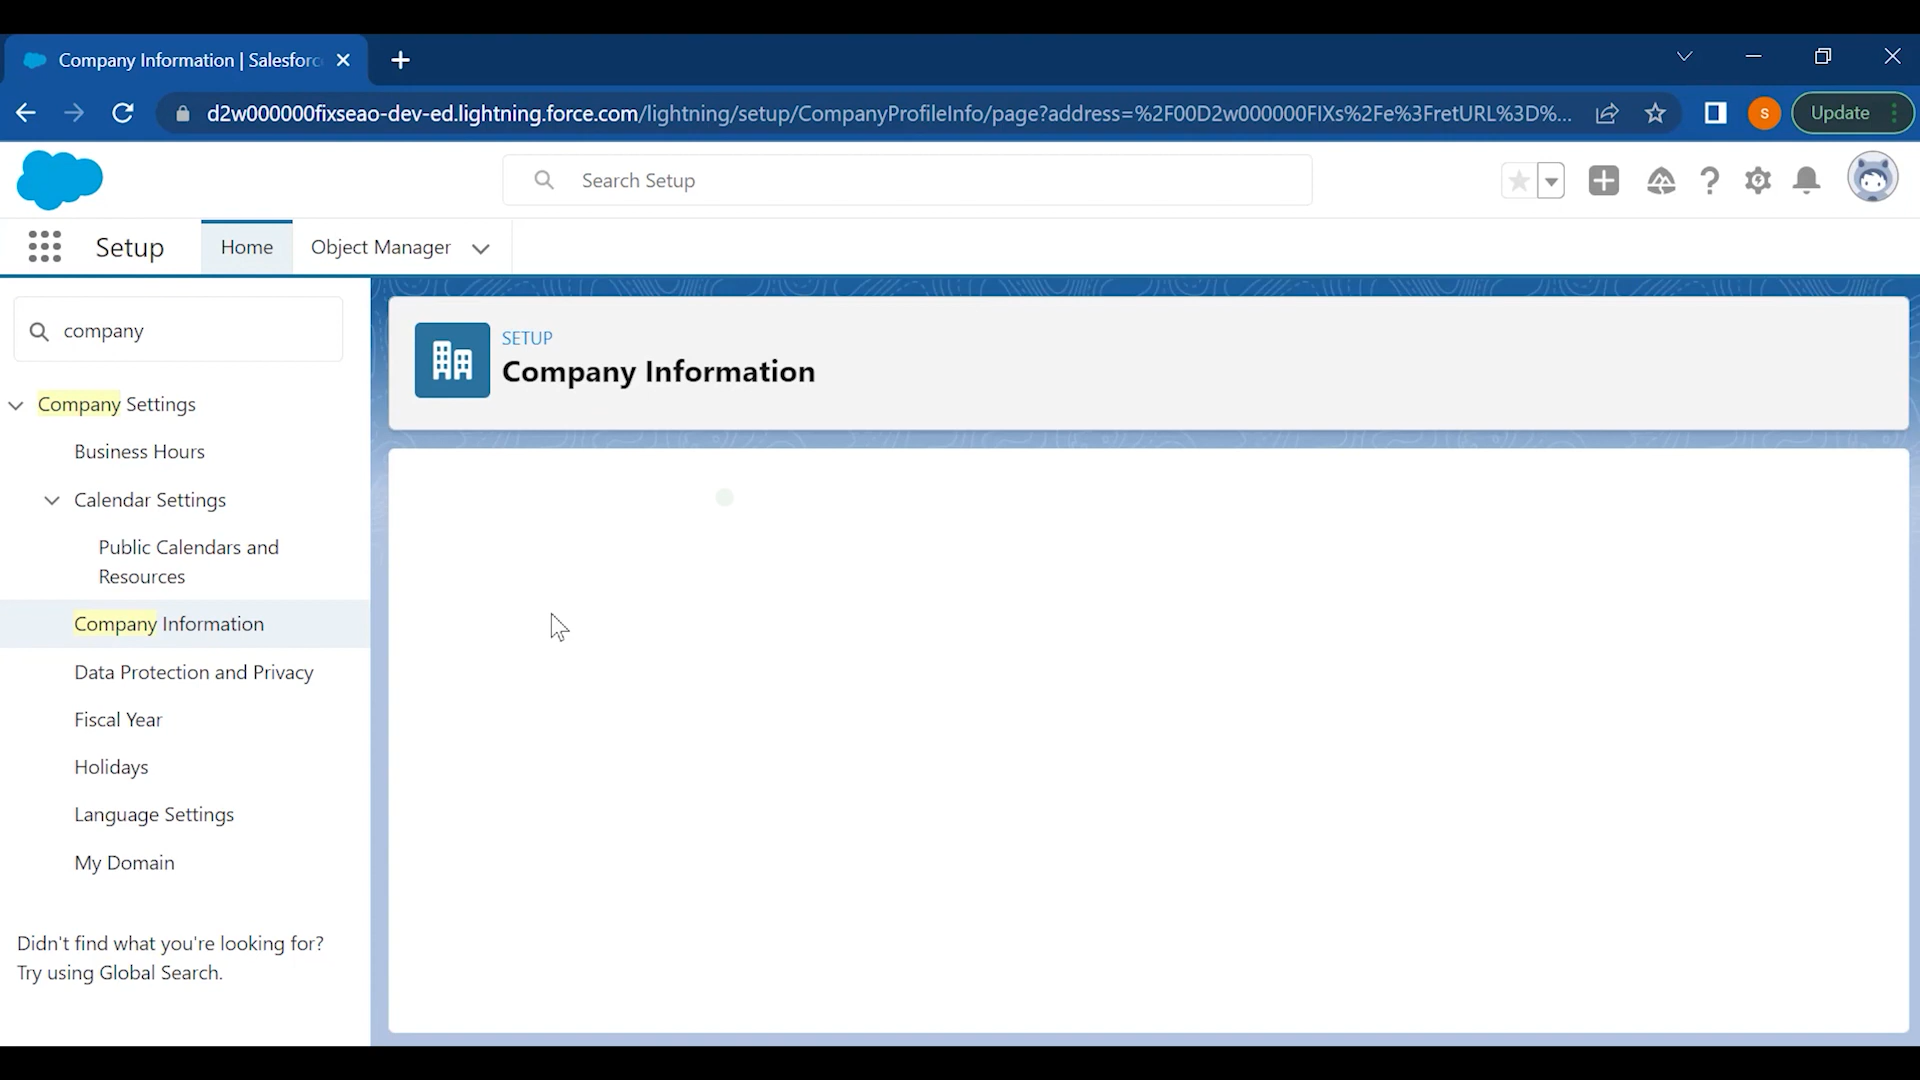 Company Information | Salesforc
d2w000000fixseao-dev-ed.lightning.force.com/lightning/setup/CompanyProfileInfo/page?address=%2F00D2w000000FIXs%2Fe%3FretURL%3D%...
S
Update
Search Setup
Setup
Home
Object Manager
company
Company Settings
Business Hours
Calendar Settings
Public Calendars and
Resources
Company Information
Data Protection and Privacy
Fiscal Year
Holidays
Language Settings
My Domain
Didn't find what you're looking for?
Try using Global Search.
SETUP
Company Information